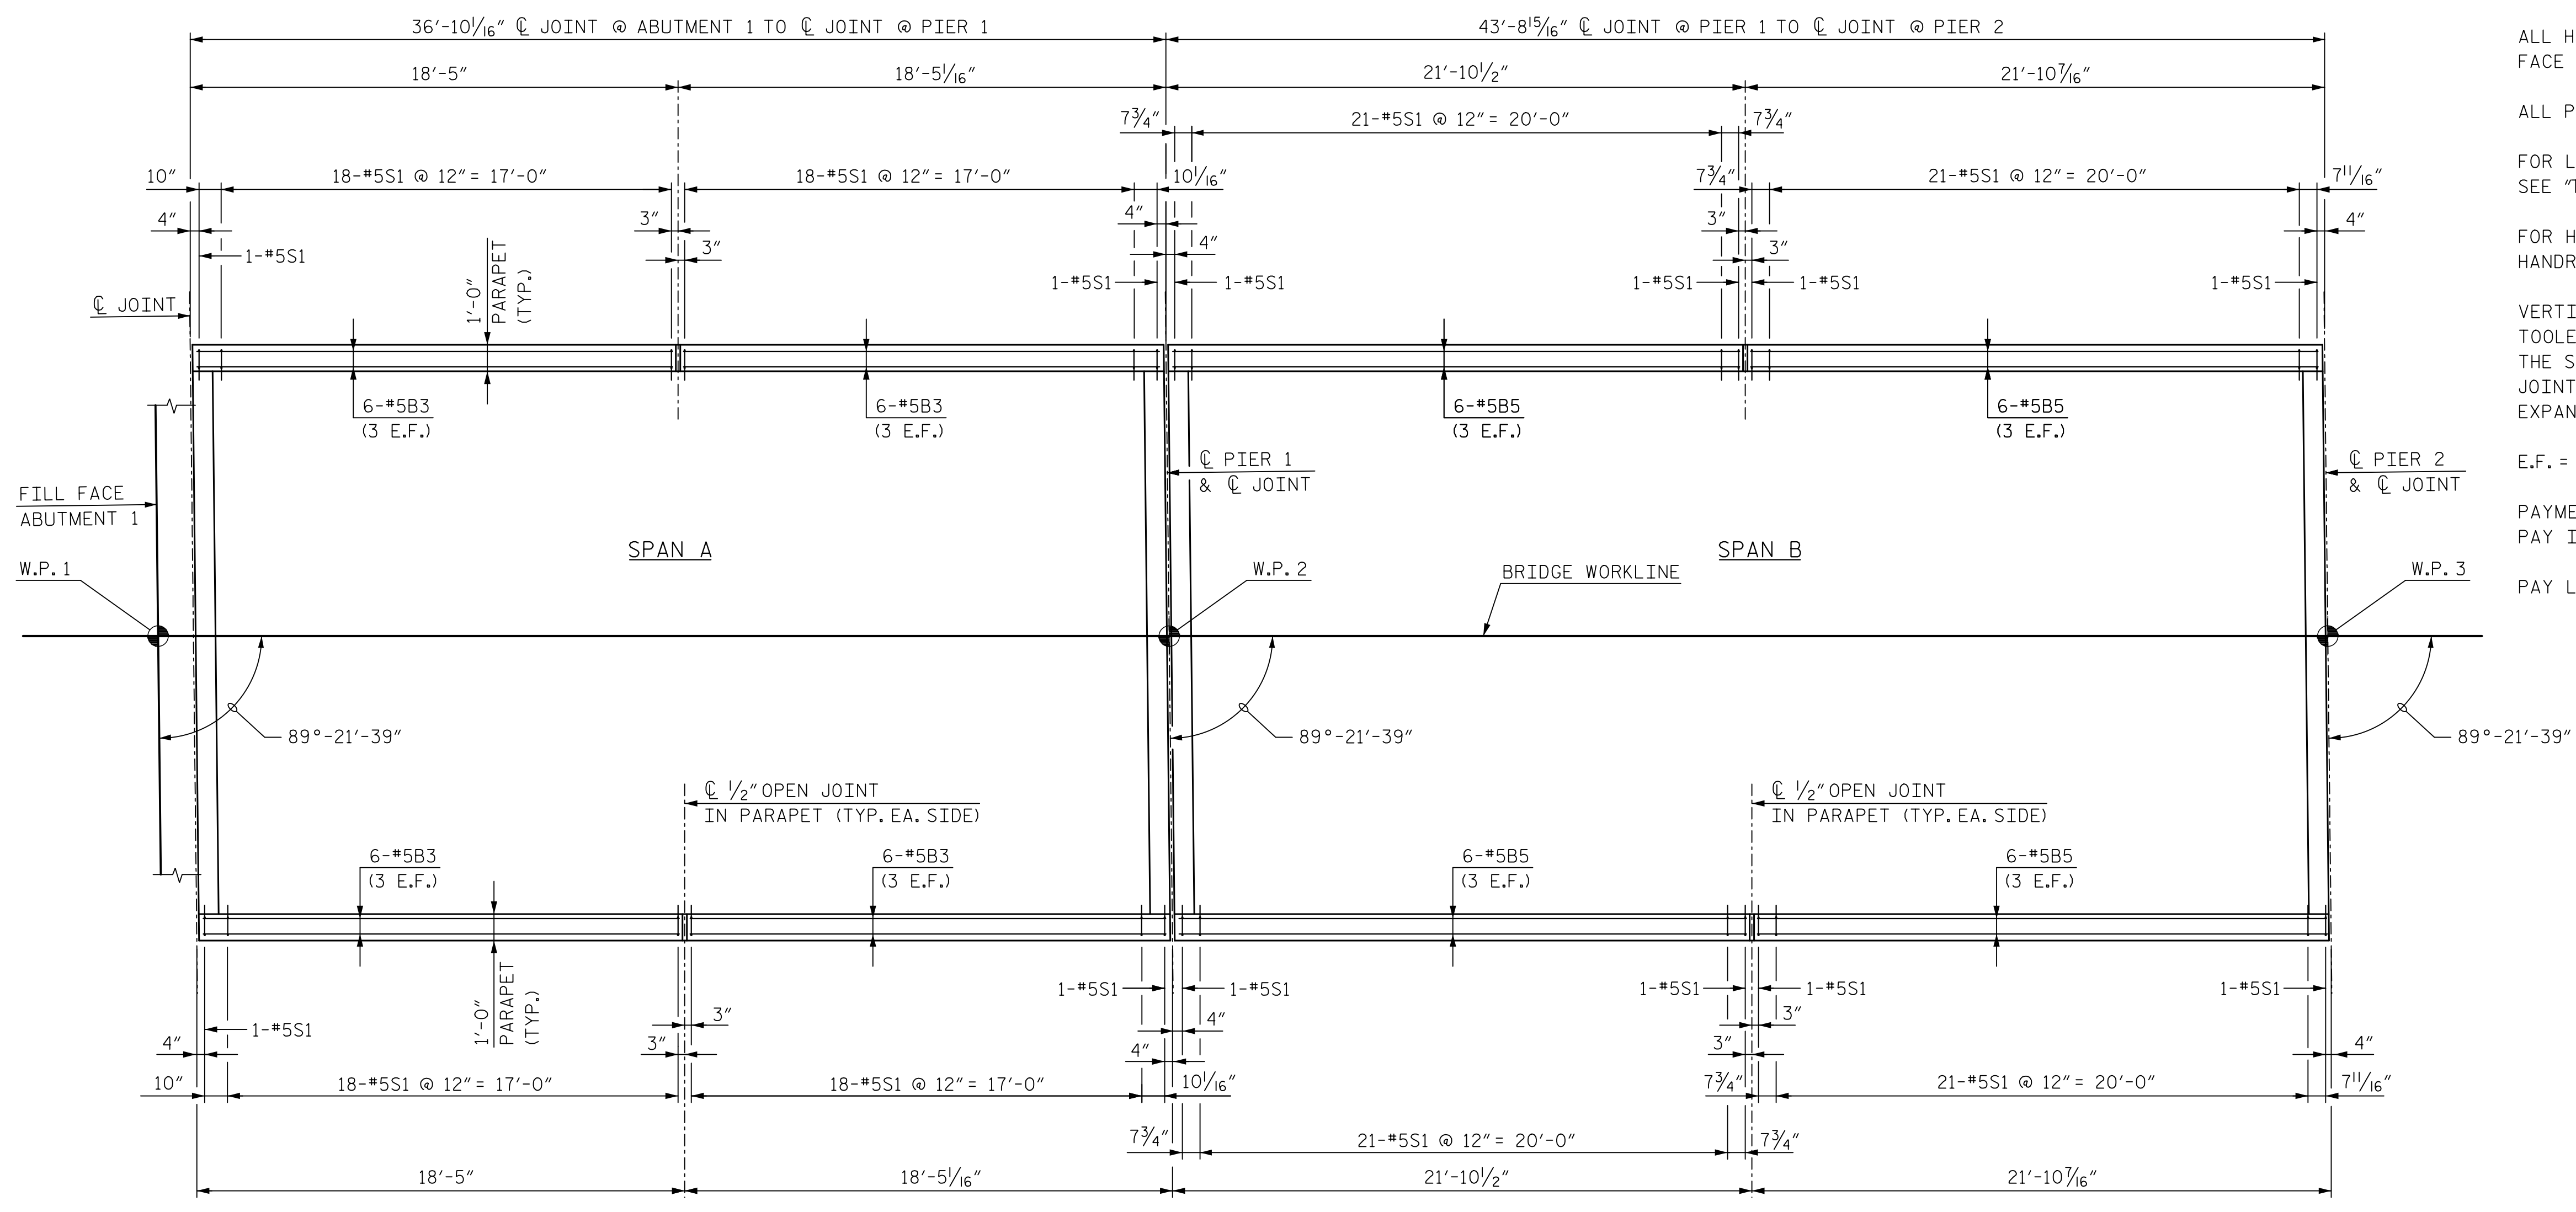 36'-10 1/16" ℄ JOINT @ ABUTMENT 1 TO ℄ JOINT @ PIER 1
43'-8 15/16" ℄ JOINT @ PIER 1 TO ℄ JOINT @ PIER 2
18'-5"
18'-5 1/16"
21'-10 1/2"
21'-10 7/16"
7 3/4"
21-#5S1 @ 12" = 20'-0"
7 3/4"
10"
18-#5S1 @ 12" = 17'-0"
18-#5S1 @ 12" = 17'-0"
10 1/16"
7 3/4"
21-#5S1 @ 12" = 20'-0"
7 11/16"
4"
3"
4"
3"
4"
3"
4"
3"
1-#5S1
1-#5S1
1-#5S1
1-#5S1
1-#5S1
1-#5S1
℄ JOINT
1'-0"
PARAPET
(TYP.)
6-#5B3
(3 E.F.)
6-#5B3
(3 E.F.)
6-#5B5
(3 E.F.)
6-#5B5
(3 E.F.)
℄ PIER 1
& ℄ JOINT
℄ PIER 2
& ℄ JOINT
FILL FACE
ABUTMENT 1
SPAN A
SPAN B
W.P. 1
W.P. 2
BRIDGE WORKLINE
W.P. 3
89°-21'-39"
89°-21'-39"
89°-21'-39"
℄ 1/2" OPEN JOINT
IN PARAPET (TYP. EA. SIDE)
℄ 1/2" OPEN JOINT
IN PARAPET (TYP. EA. SIDE)
6-#5B3
(3 E.F.)
6-#5B3
(3 E.F.)
6-#5B5
(3 E.F.)
6-#5B5
(3 E.F.)
1'-0"
PARAPET
(TYP.)
1-#5S1
1-#5S1
1-#5S1
1-#5S1
1-#5S1
1-#5S1
3"
4"
3"
4"
3"
4"
3"
4"
10"
18-#5S1 @ 12" = 17'-0"
18-#5S1 @ 12" = 17'-0"
10 1/16"
7 3/4"
21-#5S1 @ 12" = 20'-0"
7 11/16"
7 3/4"
21-#5S1 @ 12" = 20'-0"
7 3/4"
18'-5"
18'-5 1/16"
21'-10 1/2"
21'-10 7/16"
ALL H
FACE
ALL P
FOR L
SEE "T
FOR H
HANDR
VERTI
TOOLE
THE S
JOINT
EXPAN
E.F. =
PAYME
PAY I
PAY L